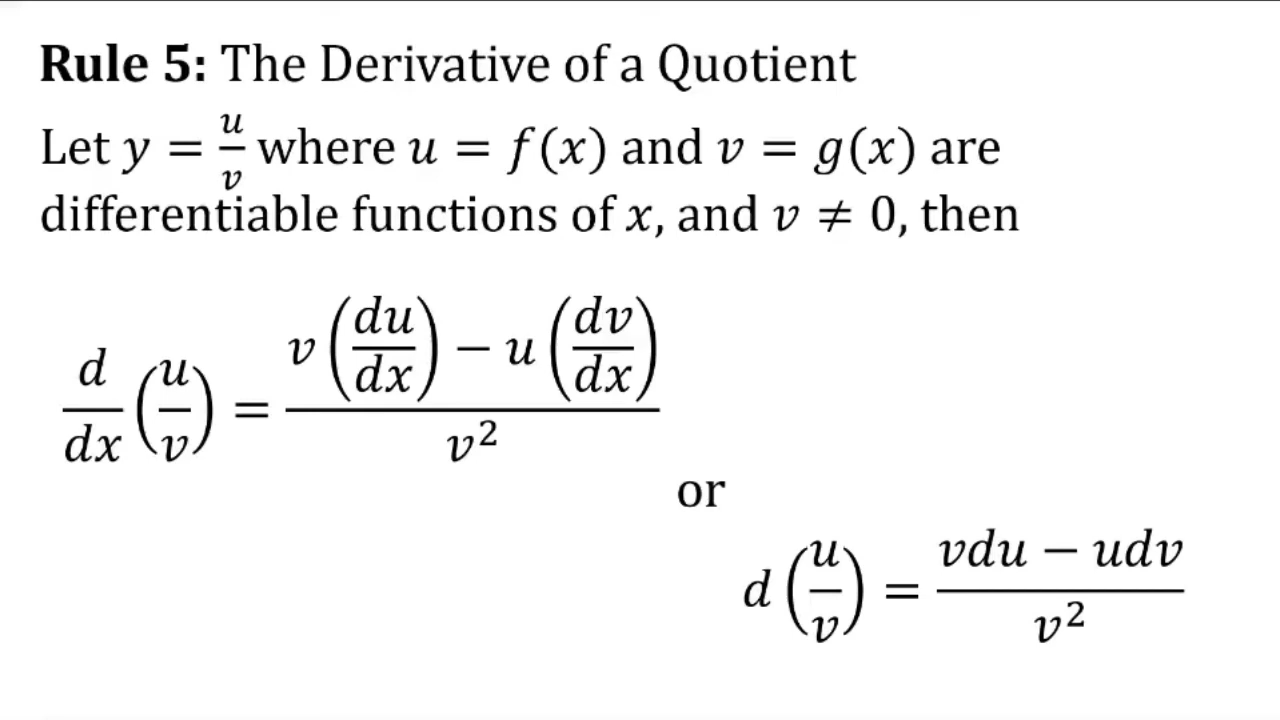 Rule 5: The Derivative of a Quotient
Let y = u/v where u = f(x) and v = g(x) are
differentiable functions of x, and v ≠ 0, then
d/dx (u/v) = (v(du/dx) − u(dv/dx))/v²
or
d(u/v) = (vdu − udv)/v²